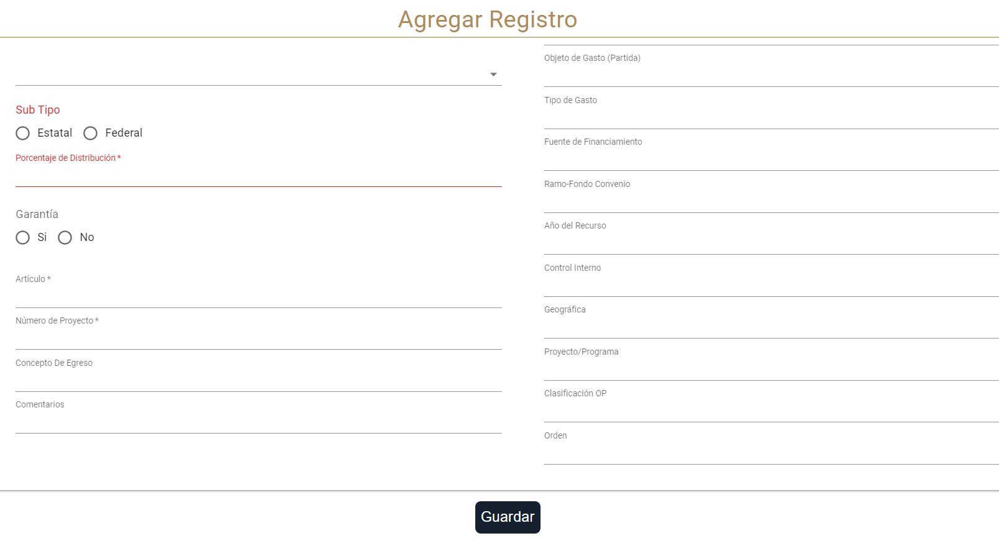 Agregar Registro
Sub Tipo
Estatal Federal
Porcentaje de Distribución *
Garantía
Si No
Artículo *
Número de Proyecto *
Concepto De Egreso
Comentarios
Objeto de Gasto (Partida)
Tipo de Gasto
Fuente de Financiamiento
Ramo-Fondo Convenio
Año del Recurso
Control Interno
Geográfica
Proyecto/Programa
Clasificación OP
Orden
Guardar